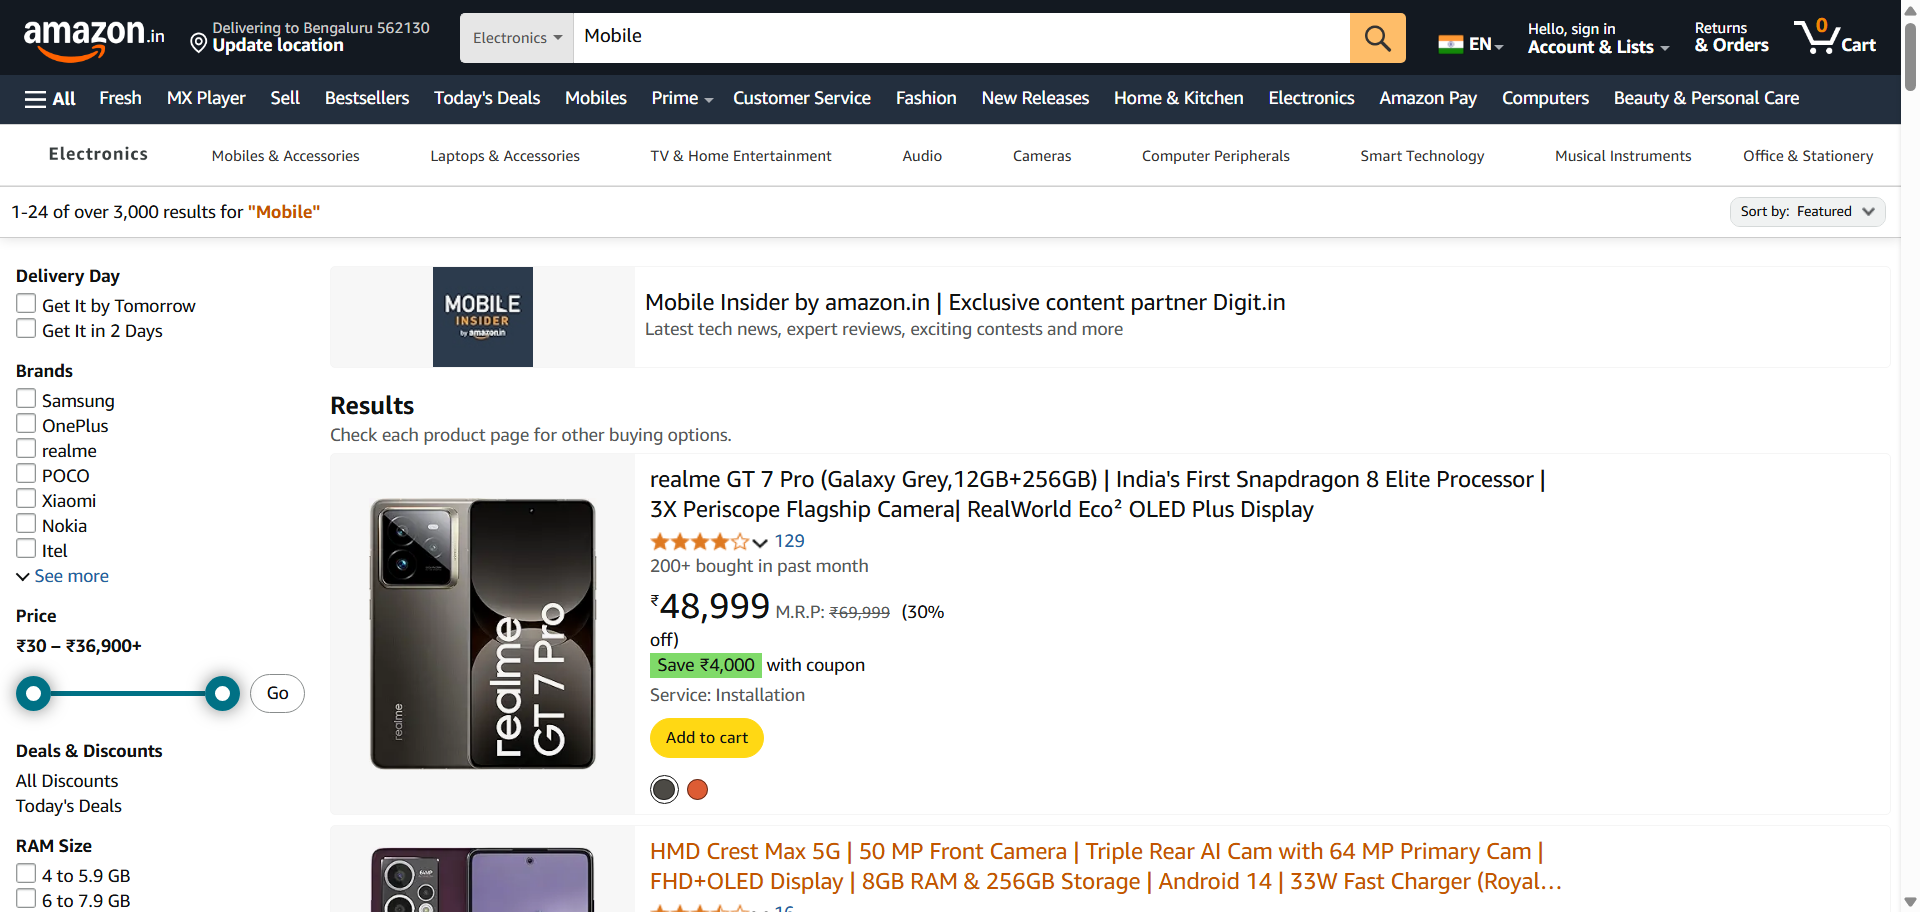 amazon.in
Delivering to Bengaluru 562130
Update location
Electronics
Mobile
EN
Hello, sign in
Account & Lists
Returns
& Orders
0
Cart
All
Fresh
MX Player
Sell
Bestsellers
Today's Deals
Mobiles
Prime
Customer Service
Fashion
New Releases
Home & Kitchen
Electronics
Amazon Pay
Computers
Beauty & Personal Care
Electronics
Mobiles & Accessories
Laptops & Accessories
TV & Home Entertainment
Audio
Cameras
Computer Peripherals
Smart Technology
Musical Instruments
Office & Stationery
1-24 of over 3,000 results for "Mobile"
Sort by: Featured
Delivery Day
Get It by Tomorrow
Get It in 2 Days
Brands
Samsung
OnePlus
realme
POCO
Xiaomi
Nokia
Itel
See more
Price
₹30 – ₹36,900+
Go
Deals & Discounts
All Discounts
Today's Deals
RAM Size
4 to 5.9 GB
6 to 7.9 GB
MOBILE
INSIDER
by amazon.in
Mobile Insider by amazon.in | Exclusive content partner Digit.in
Latest tech news, expert reviews, exciting contests and more
Results
Check each product page for other buying options.
realme
realme
GT 7 Pro
realme GT 7 Pro (Galaxy Grey,12GB+256GB) | India's First Snapdragon 8 Elite Processor |
3X Periscope Flagship Camera| RealWorld Eco² OLED Plus Display
129
200+ bought in past month
₹48,999 M.R.P: ₹69,999 (30%
off)
Save ₹4,000 with coupon
Service: Installation
Add to cart
HMD Crest Max 5G | 50 MP Front Camera | Triple Rear AI Cam with 64 MP Primary Cam |
FHD+OLED Display | 8GB RAM & 256GB Storage | Android 14 | 33W Fast Charger (Royal…
16